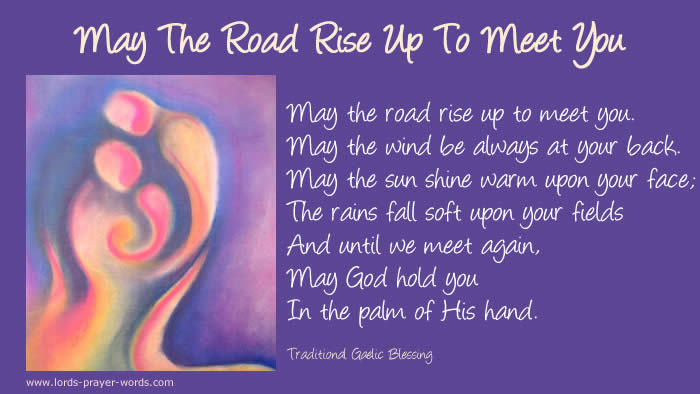 May The Road Rise Up To Meet You
May the road rise up to meet you.
May the wind be always at your back.
May the sun shine warm upon your face;
The rains fall soft upon your fields
And until we meet again,
May God hold you
In the palm of His hand.
Traditional Gaelic Blessing
www.lords-prayer-words.com